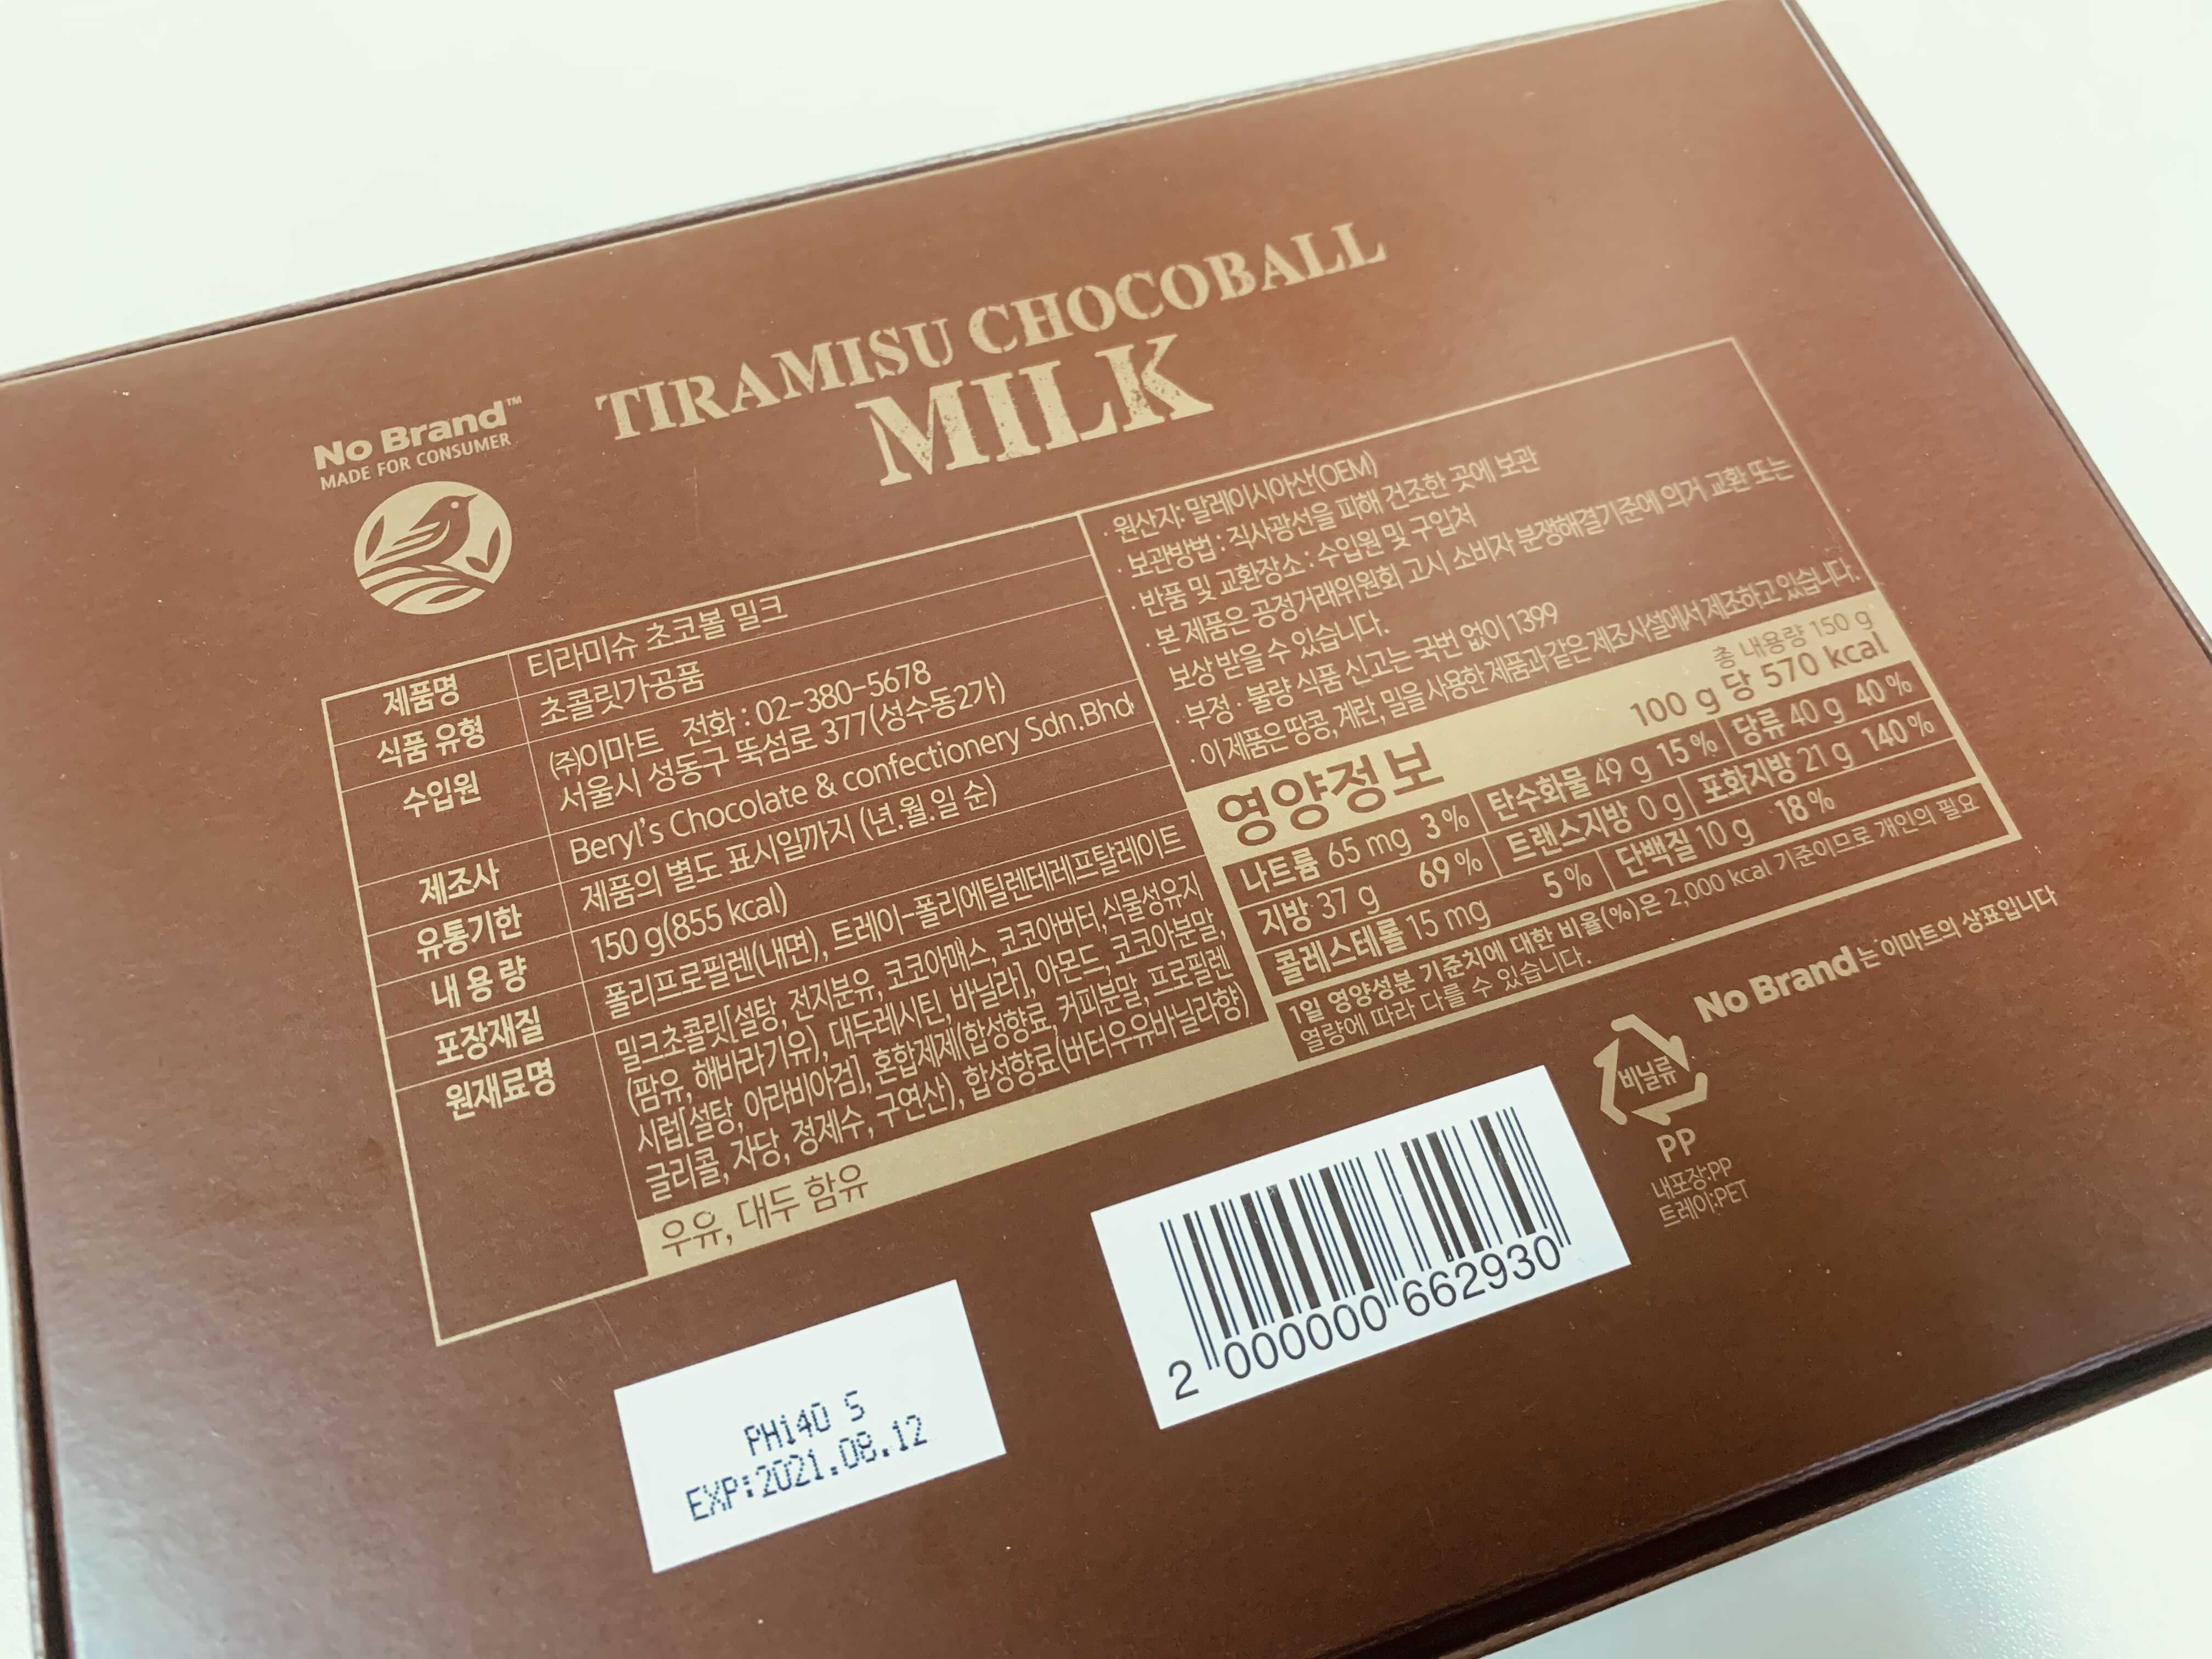 No Brand™
MADE FOR CONSUMER
TIRAMISU CHOCOBALL
MILK
제품명 티라미슈 초코볼 밀크
식품 유형 초콜릿가공품
수입원 (주)이마트 전화 : 02-380-5678
서울시 성동구 뚝섬로 377(성수동2가)
제조사 Beryl's Chocolate & confectionery Sdn.Bhd
유통기한 제품의 별도 표시일까지 (년.월.일 순)
내 용 량 150 g(855 kcal)
포장재질 폴리프로필렌(내면), 트레이-폴리에틸렌테레프탈레이트
원재료명 밀크초콜릿[설탕, 전지분유, 코코아매스, 코코아버터, 식물성유지
(팜유, 해바라기유), 대두레시틴, 바닐라], 아몬드, 코코아분말,
시럽[설탕, 아라비아검], 혼합제제(합성향료, 커피분말, 프로필렌
글리콜, 자당, 정제수, 구연산), 합성향료(버터우유바닐라향)
우유, 대두 함유
· 원산지: 말레이시아산(OEM)
· 보관방법 : 직사광선을 피해 건조한 곳에 보관
· 반품 및 교환장소 : 수입원 및 구입처
· 본 제품은 공정거래위원회 고시 소비자 분쟁해결기준에 의거 교환 또는
보상 받을 수 있습니다.
· 부정 · 불량 식품 신고는 국번 없이 1399
· 이 제품은 땅콩, 계란, 밀을 사용한 제품과 같은 제조시설에서 제조하고 있습니다.
영양정보
총 내용량 150 g
100 g 당 570 kcal
나트륨 65 mg 3% 탄수화물 49 g 15% 당류 40 g 40%
지방 37 g 69% 트랜스지방 0 g 포화지방 21 g 140%
콜레스테롤 15 mg 5% 단백질 10 g 18%
1일 영양성분 기준치에 대한 비율(%)은 2,000 kcal 기준이므로 개인의 필요
열량에 따라 다를 수 있습니다.
No Brand는 이마트의 상표입니다
비닐류
PP
내포장:PP
트레이:PET
2 000000 662930
PH140 S
EXP:2021.08.12